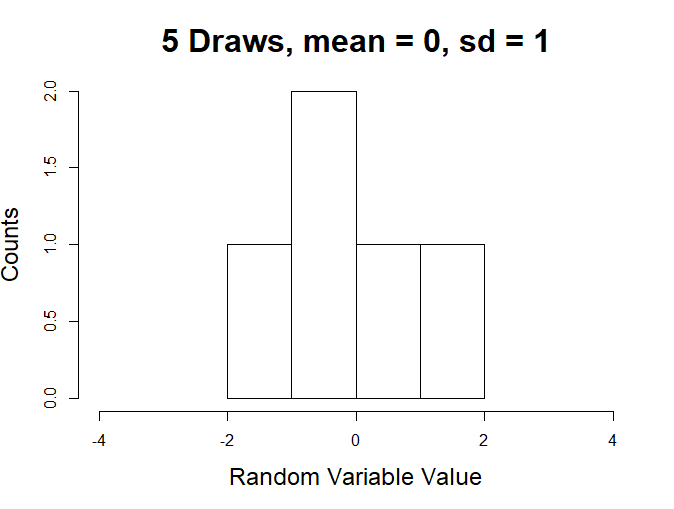 5 Draws, mean = 0, sd = 1
Counts
2.0
1.5
1.0
0.5
0.0
-4 -2 0 2 4
Random Variable Value